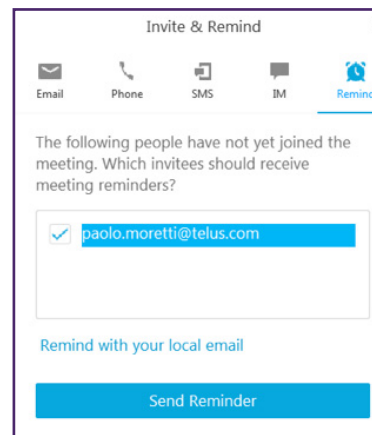 Invite & Remind
Email Phone SMS IM Remind
The following people have not yet joined the
meeting. Which invitees should receive
meeting reminders?
paolo.moretti@telus.com
Remind with your local email
Send Reminder